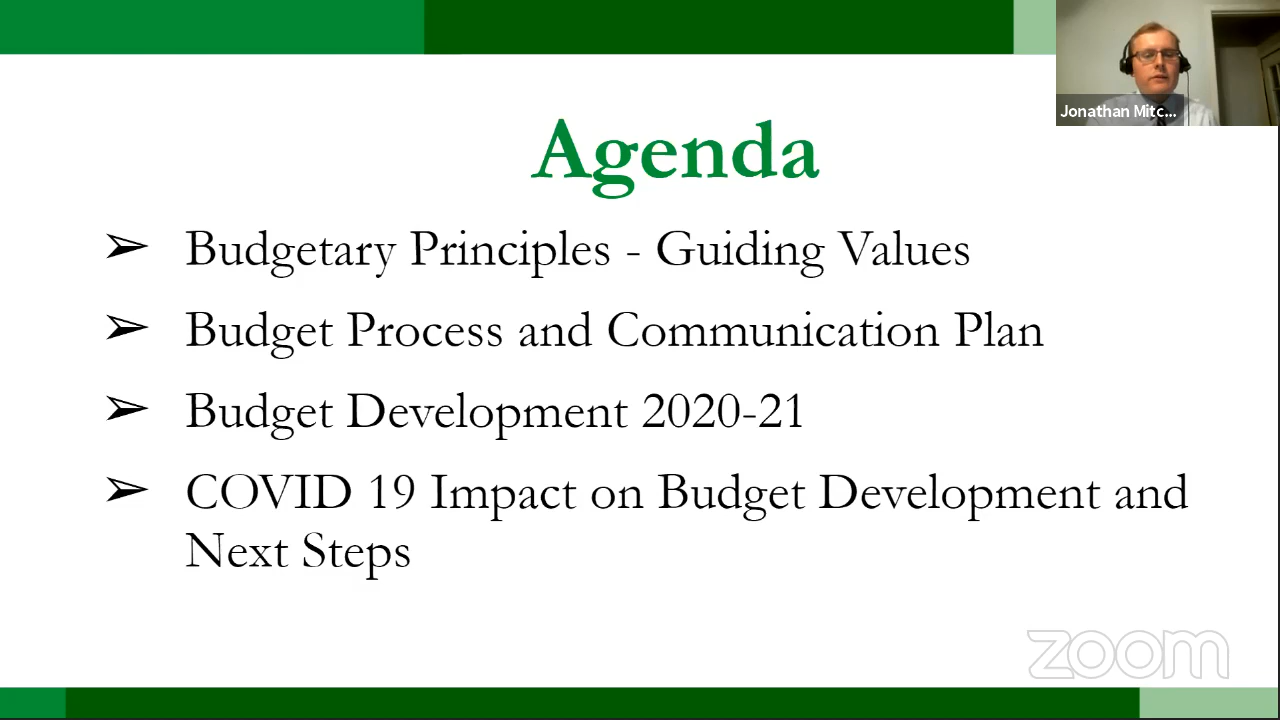 Jonathan Mitc...
Agenda
➢ Budgetary Principles - Guiding Values
➢ Budget Process and Communication Plan
➢ Budget Development 2020-21
➢ COVID 19 Impact on Budget Development and
Next Steps
zoom